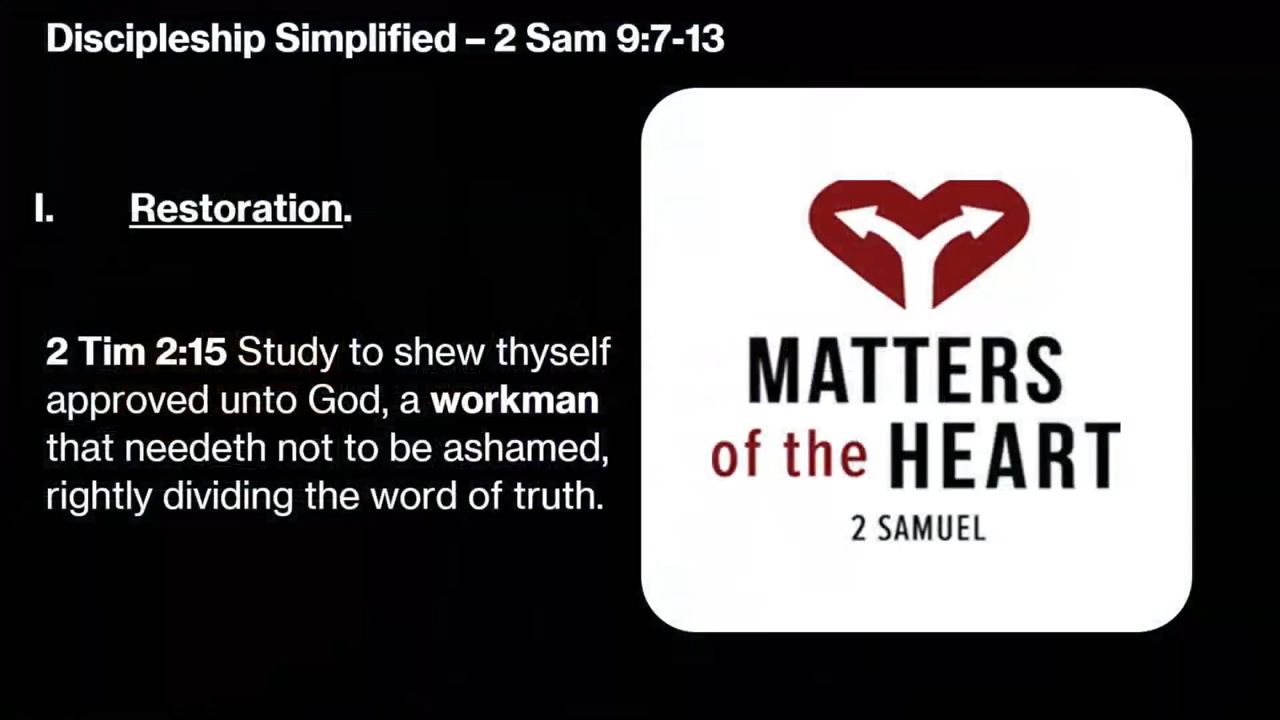 Discipleship Simplified – 2 Sam 9:7-13
I. Restoration.
2 Tim 2:15 Study to shew thyself
approved unto God, a workman
that needeth not to be ashamed,
rightly dividing the word of truth.
MATTERS
of the HEART
2 SAMUEL